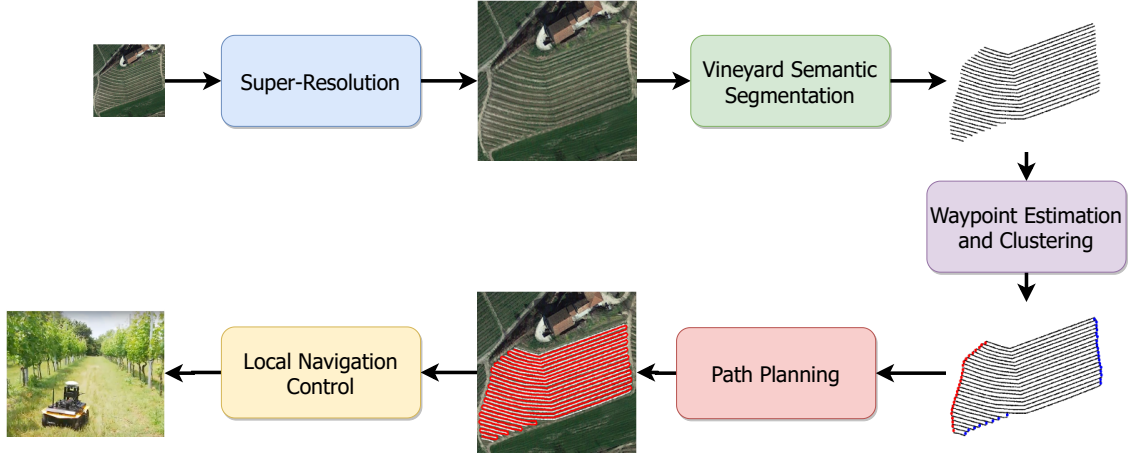 Super-Resolution
Vineyard Semantic
Segmentation
Waypoint Estimation
and Clustering
Path Planning
Local Navigation
Control